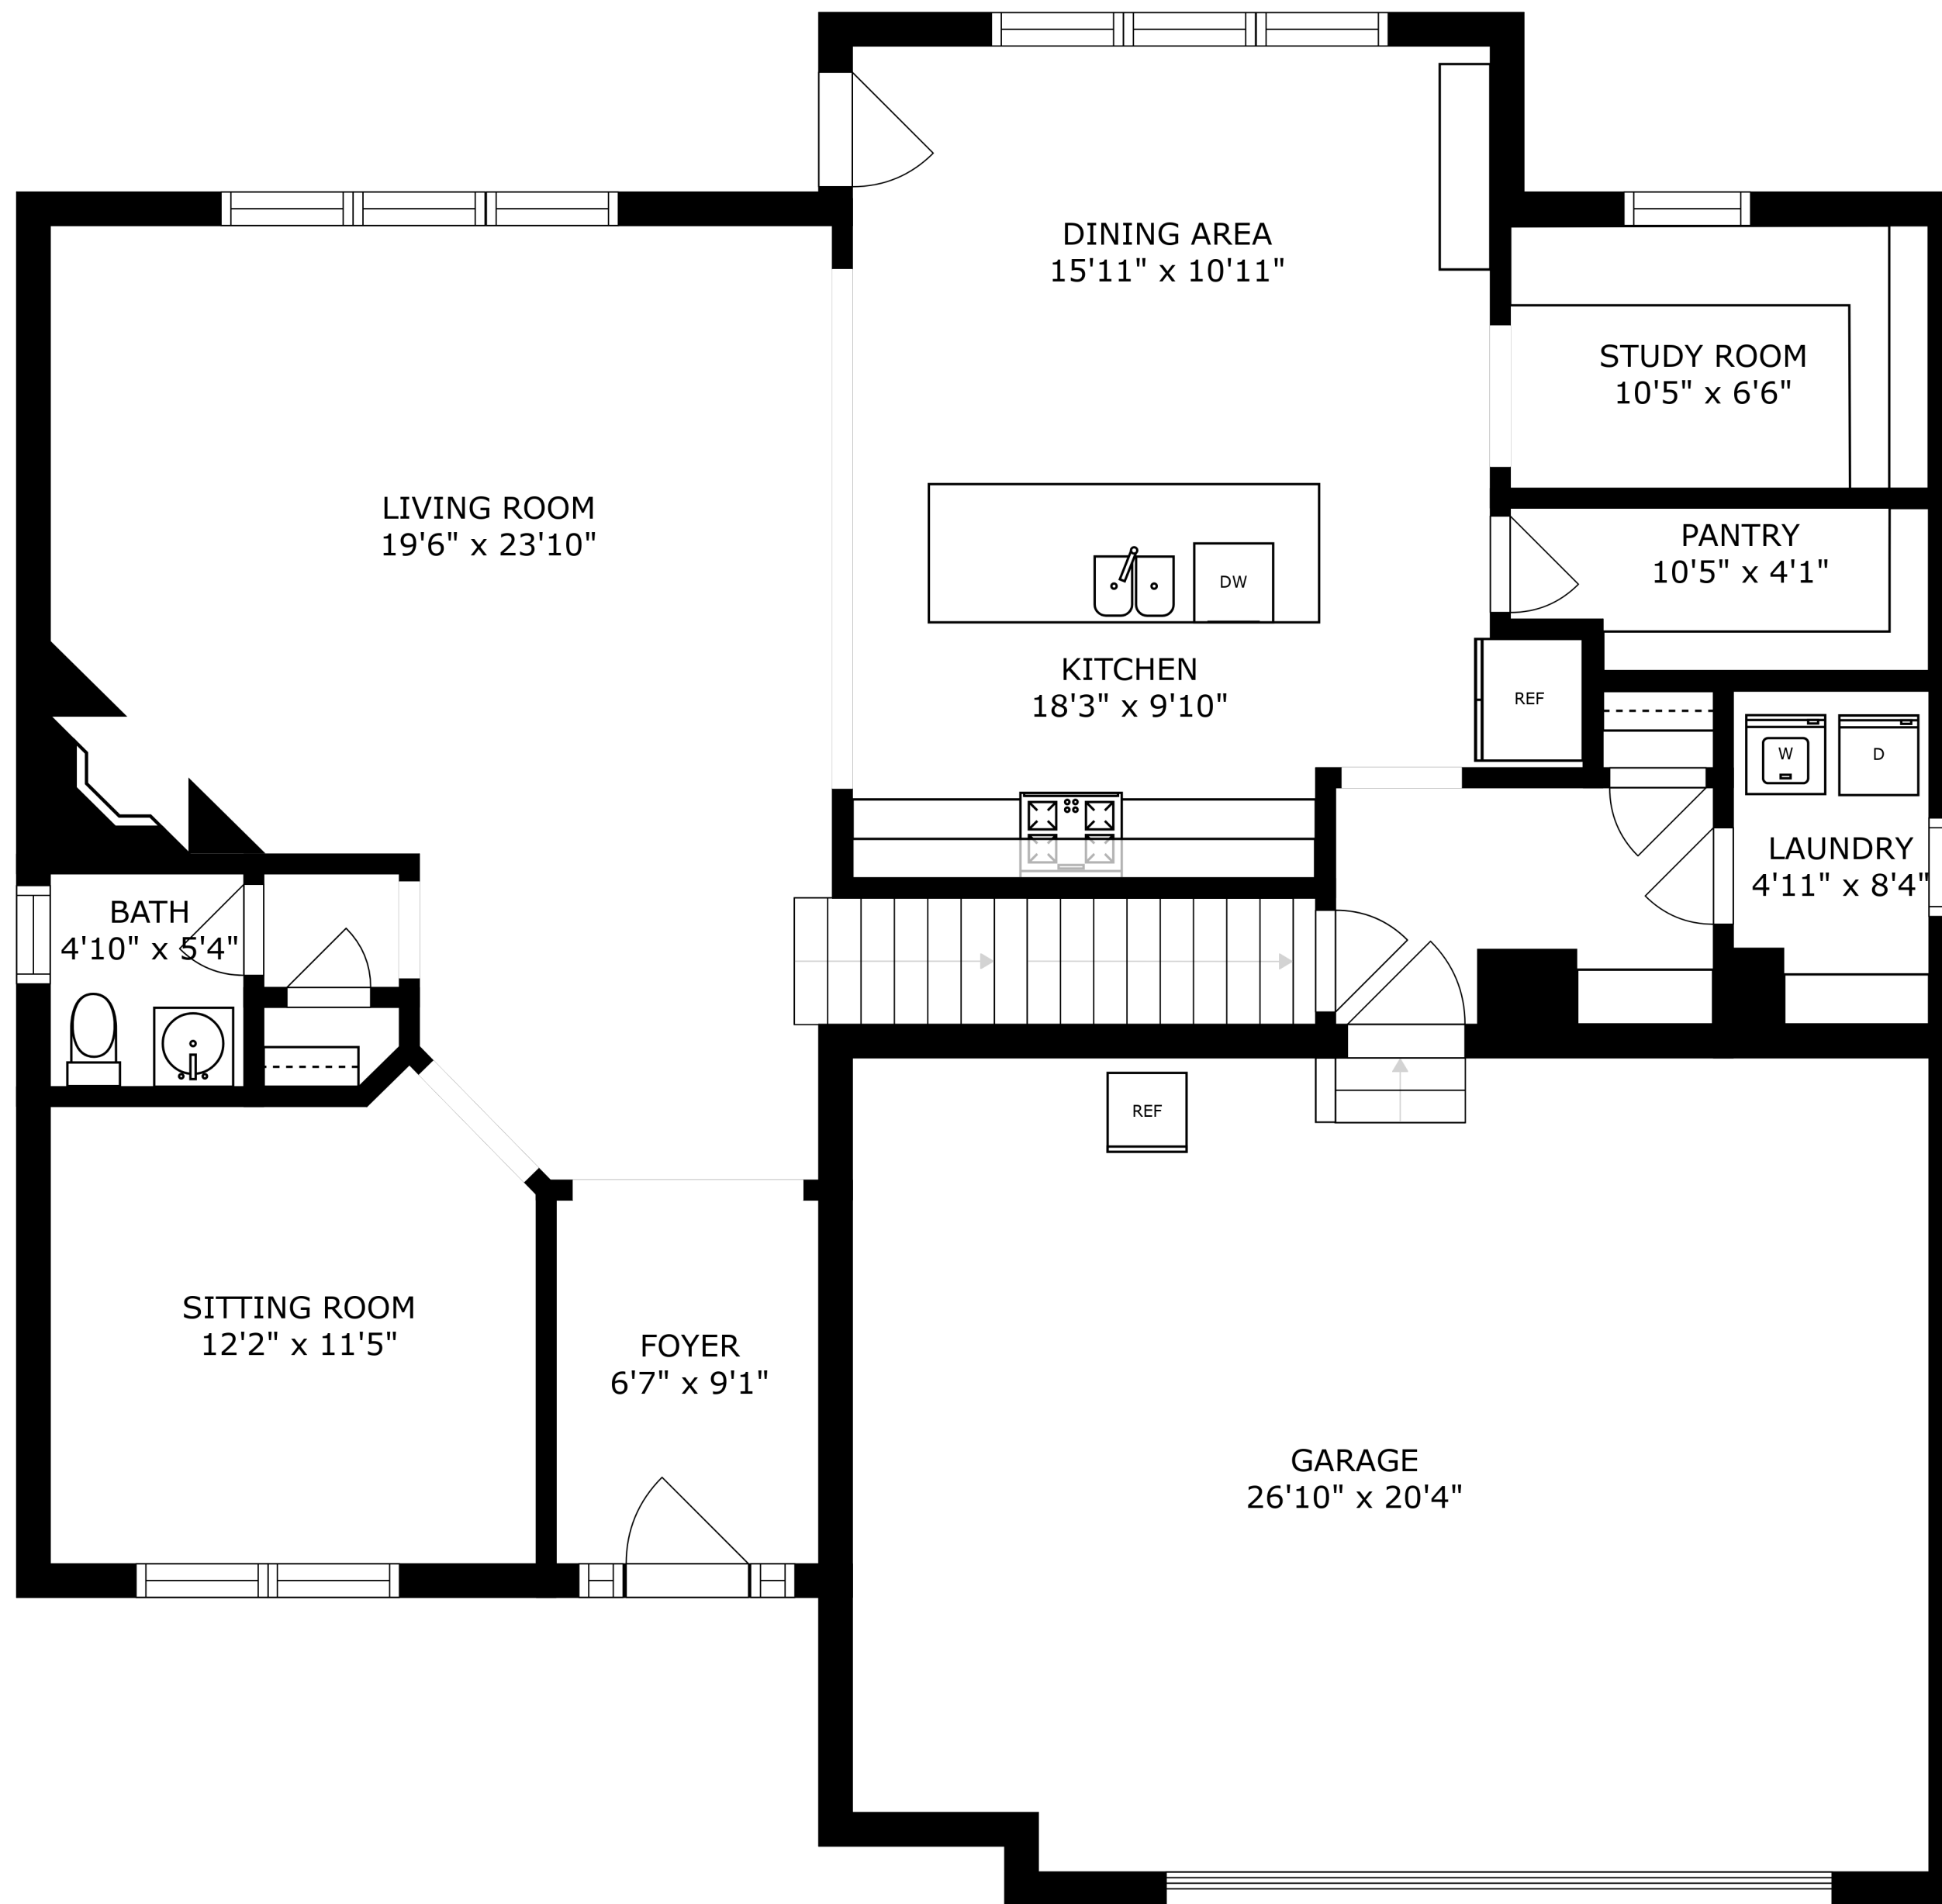 DINING AREA
15'11" x 10'11"
STUDY ROOM
10'5" x 6'6"
LIVING ROOM
19'6" x 23'10"
PANTRY
10'5" x 4'1"
DW
KITCHEN
18'3" x 9'10"
REF
W
D
LAUNDRY
4'11" x 8'4"
BATH
4'10" x 5'4"
REF
SITTING ROOM
12'2" x 11'5"
FOYER
6'7" x 9'1"
GARAGE
26'10" x 20'4"